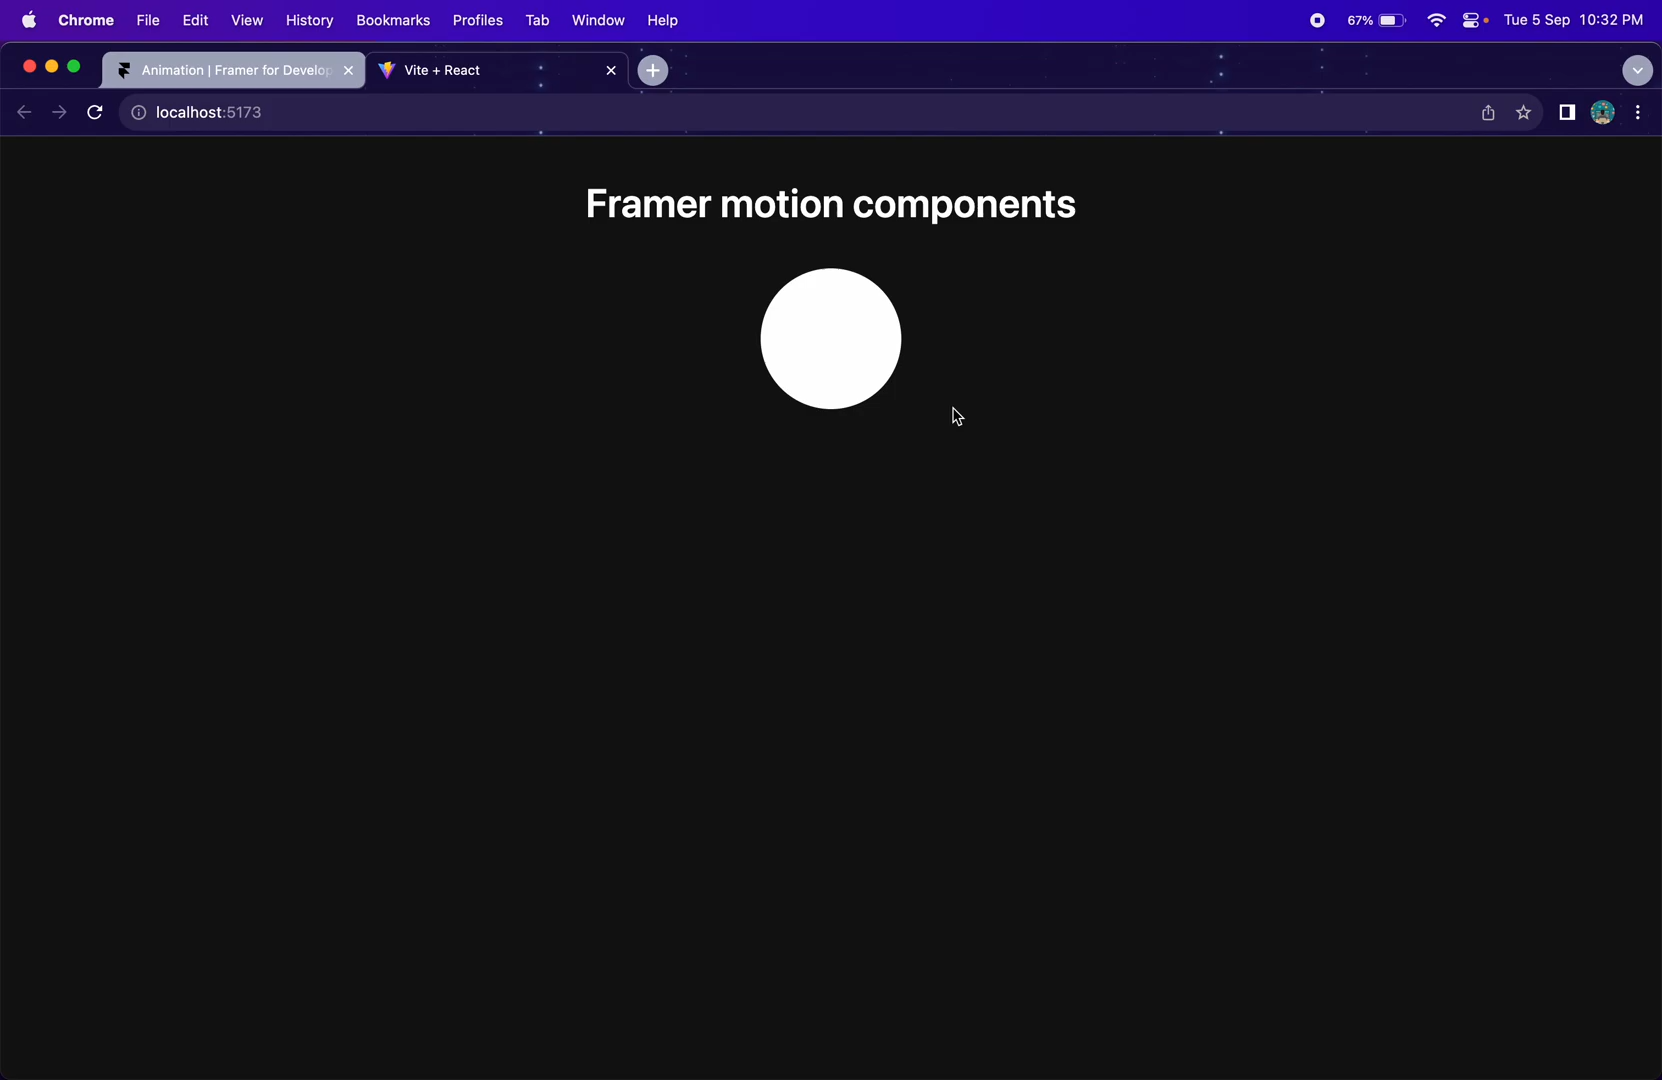 Chrome File Edit View History Bookmarks Profiles Tab Window Help 67% Tue 5 Sep 10:32 PM
Animation | Framer for Develop Vite + React
localhost:5173
Framer motion components